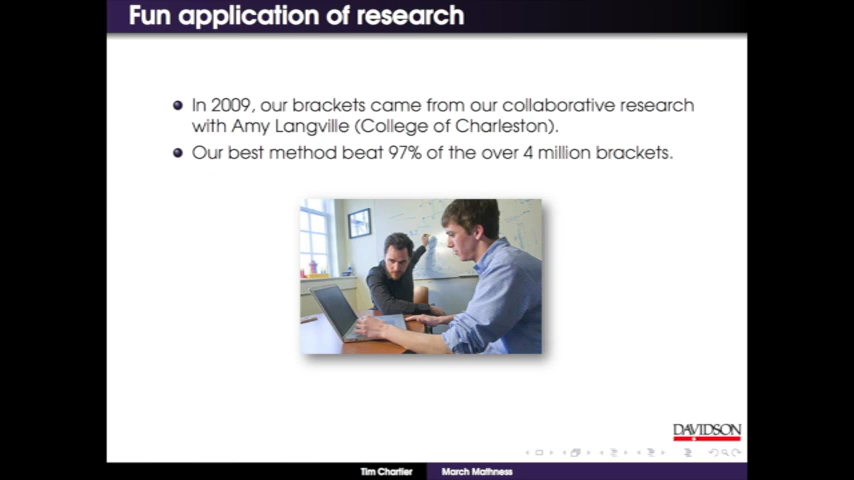 Fun application of research
In 2009, our brackets came from our collaborative research
with Amy Langville (College of Charleston).
Our best method beat 97% of the over 4 million brackets.
DAVIDSON
Tim Chartier March Mathness